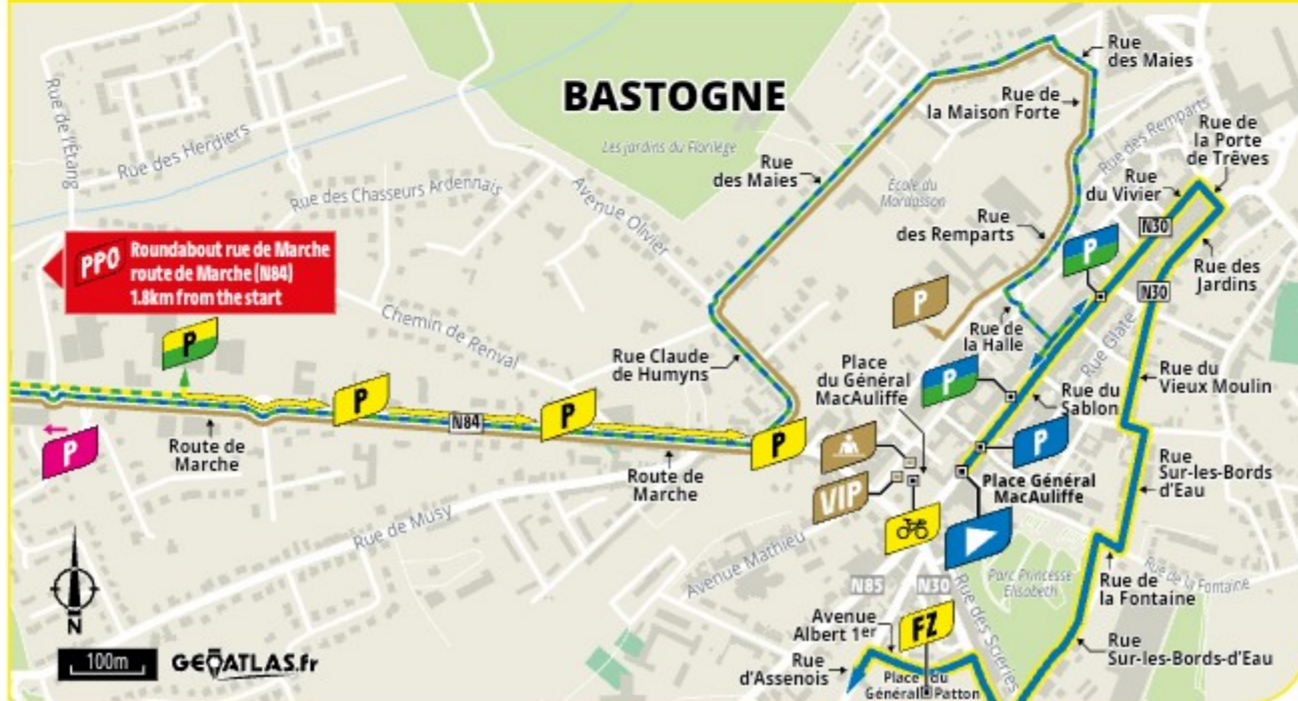 BASTOGNE
Rue
des Maies
Rue de
la Maison Forte
Rue des Remparts
Rue de
la Porte
de Trêves
Les jardins du Florilège
Rue
des Maies
École du
Mardasson
Rue
du Vivier
N30
Rue de l'Étang
Rue des Herdiers
Rue des Chasseurs Ardennais
Avenue Olivier
Rue
des Remparts
P
Rue des
Jardins
N30
PPO
Roundabout rue de Marche
route de Marche (N84)
1.8km from the start
P
Chemin de Renval
P
Rue de
la Halle
Rue Gláte
Rue Claude
de Humyns
Place
du Général
MacAuliffe
P
Rue du
Vieux Moulin
Rue du
Sablon
P
P
N84
P
P
Route de
Marche
P
Route de
Marche
VIP
Place Général
MacAuliffe
Rue
Sur-les-Bords
d'Eau
Rue de Musy
Avenue Mathieu
N85
N30
Rue des Scieries
Parc Princesse
Elisabeth
Rue de
la Fontaine
Rue de la Fontaine
Avenue
Albert 1er
FZ
Rue
d'Assenois
Place du
Général Patton
Rue
Sur-les-Bords-d'Eau
N
100m
GEOATLAS.fr